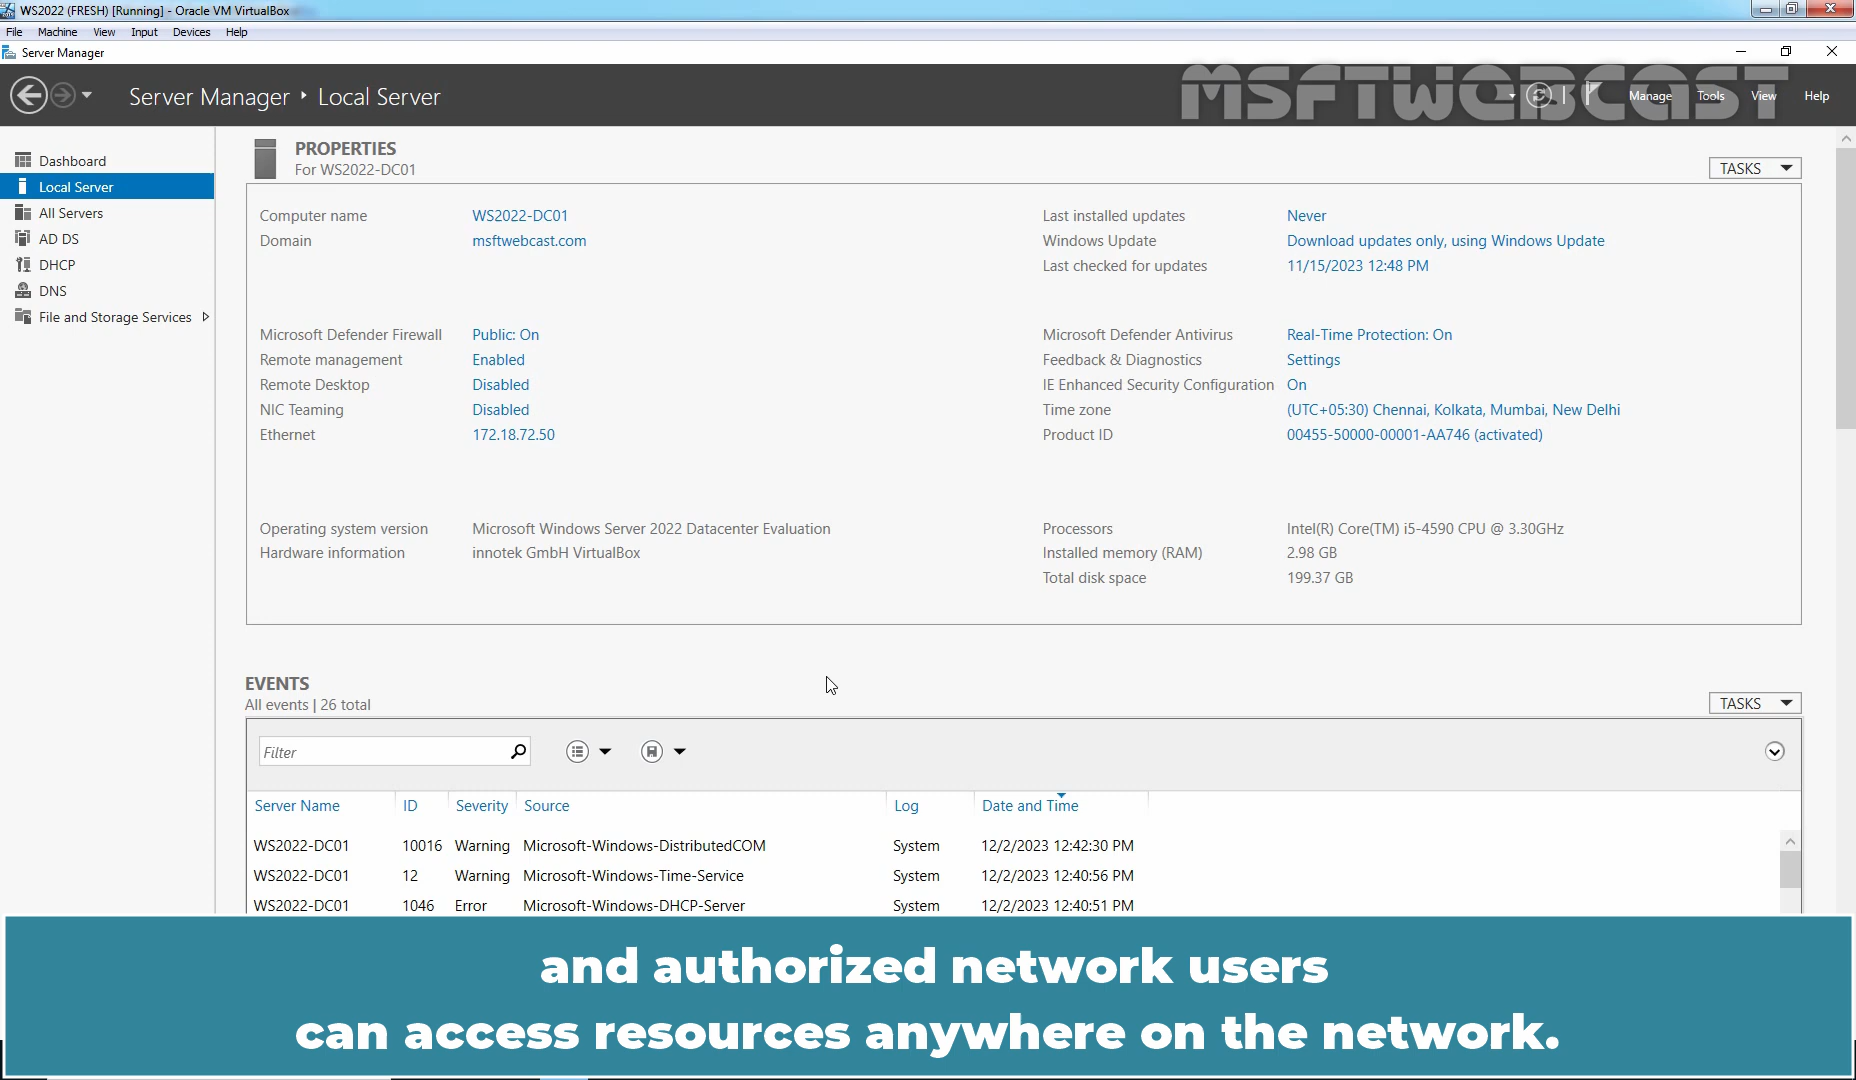 WS2022 (FRESH) [Running] - Oracle VM VirtualBox
File Machine View Input Devices Help
Server Manager
Server Manager Local Server
MSFTWEBCAST
Manage Tools View Help
Dashboard
Local Server
All Servers
AD DS
DHCP
DNS
File and Storage Services
PROPERTIES
For WS2022-DC01
TASKS
Computer name WS2022-DC01 Last installed updates Never
Domain msftwebcast.com Windows Update Download updates only, using Windows Update
Last checked for updates 11/15/2023 12:48 PM
Microsoft Defender Firewall Public: On Microsoft Defender Antivirus Real-Time Protection: On
Remote management Enabled Feedback & Diagnostics Settings
Remote Desktop Disabled IE Enhanced Security Configuration On
NIC Teaming Disabled Time zone (UTC+05:30) Chennai, Kolkata, Mumbai, New Delhi
Ethernet 172.18.72.50 Product ID 00455-50000-00001-AA746 (activated)
Operating system version Microsoft Windows Server 2022 Datacenter Evaluation Processors Intel(R) Core(TM) i5-4590 CPU @ 3.30GHz
Hardware information innotek GmbH VirtualBox Installed memory (RAM) 2.98 GB
Total disk space 199.37 GB
EVENTS
All events | 26 total
TASKS
Filter
Server Name ID Severity Source Log Date and Time
WS2022-DC01 10016 Warning Microsoft-Windows-DistributedCOM System 12/2/2023 12:42:30 PM
WS2022-DC01 12 Warning Microsoft-Windows-Time-Service System 12/2/2023 12:40:56 PM
WS2022-DC01 1046 Error Microsoft-Windows-DHCP-Server System 12/2/2023 12:40:51 PM
and authorized network users
can access resources anywhere on the network.